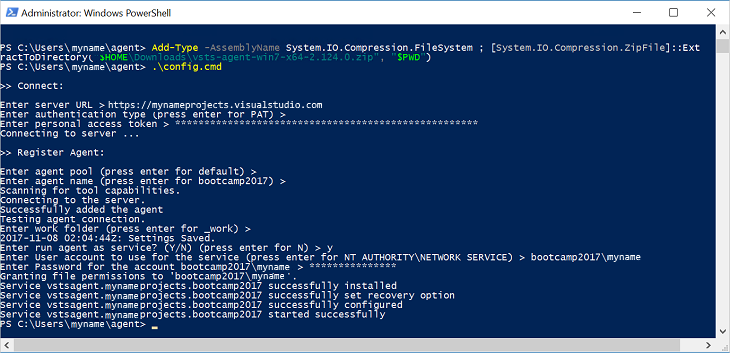 Administrator: Windows PowerShell
PS C:\Users\myname\agent> Add-Type -AssemblyName System.IO.Compression.FileSystem ; [System.IO.Compression.ZipFile]::Ext
ractToDirectory("$HOME\Downloads\vsts-agent-win7-x64-2.124.0.zip", "$PWD")
PS C:\Users\myname\agent> .\config.cmd
>> Connect:
Enter server URL > https://mynameprojects.visualstudio.com
Enter authentication type (press enter for PAT) >
Enter personal access token > ****************************************************
Connecting to server ...
>> Register Agent:
Enter agent pool (press enter for default) >
Enter agent name (press enter for bootcamp2017) >
Scanning for tool capabilities.
Connecting to the server.
Successfully added the agent
Testing agent connection.
Enter work folder (press enter for _work) >
2017-11-08 02:04:44Z: Settings Saved.
Enter run agent as service? (Y/N) (press enter for N) > y
Enter User account to use for the service (press enter for NT AUTHORITY\NETWORK SERVICE) > bootcamp2017\myname
Enter Password for the account bootcamp2017\myname > ***************
Granting file permissions to 'bootcamp2017\myname'.
Service vstsagent.mynameprojects.bootcamp2017 successfully installed
Service vstsagent.mynameprojects.bootcamp2017 successfully set recovery option
Service vstsagent.mynameprojects.bootcamp2017 successfully configured
Service vstsagent.mynameprojects.bootcamp2017 started successfully
PS C:\Users\myname\agent> _